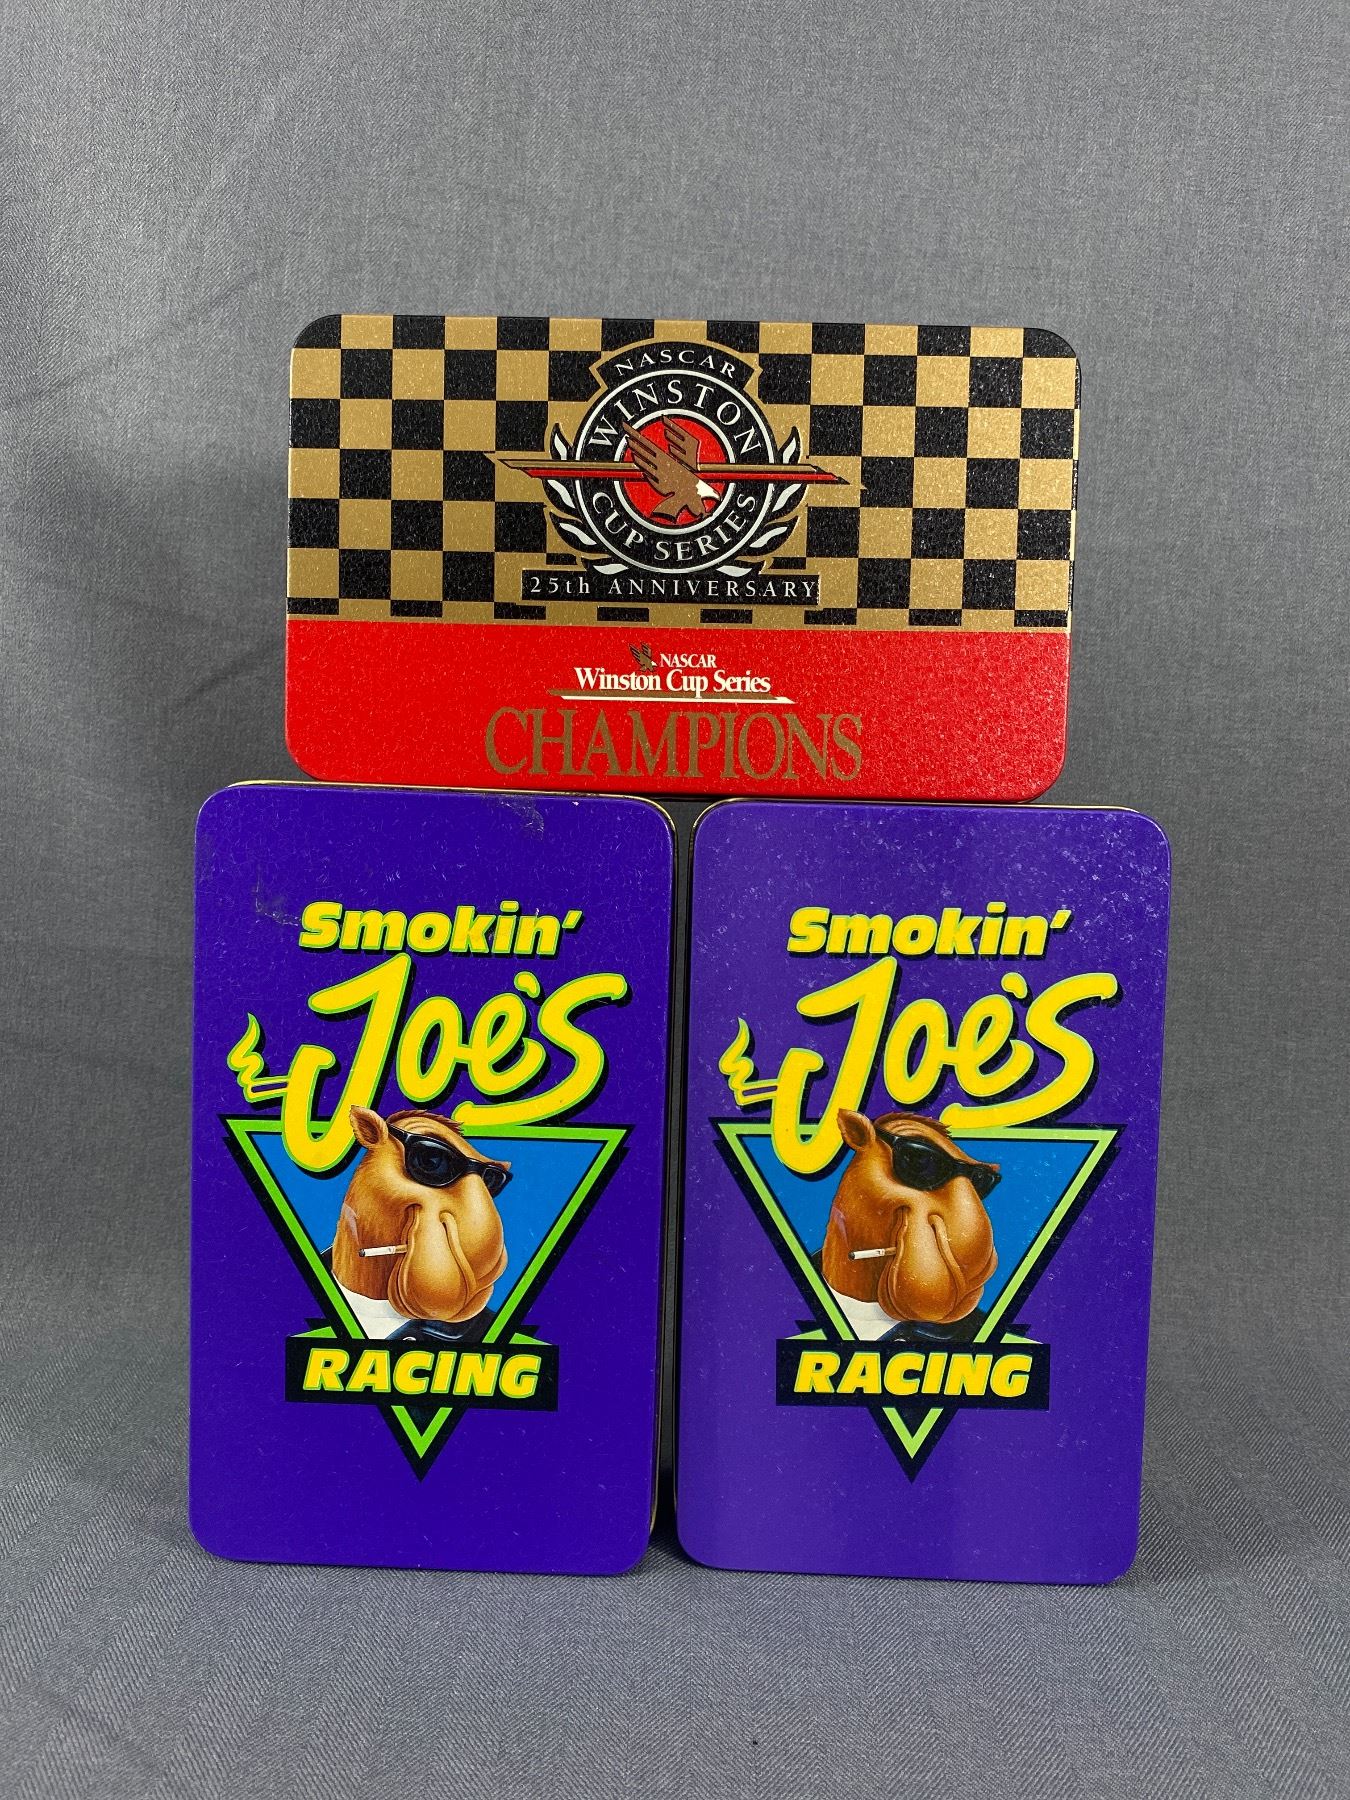 NASCAR
WINSTON
CUP SERIES
25th ANNIVERSARY
NASCAR
Winston Cup Series
CHAMPIONS
Smokin'
Joe's
RACING
Smokin'
Joe's
RACING